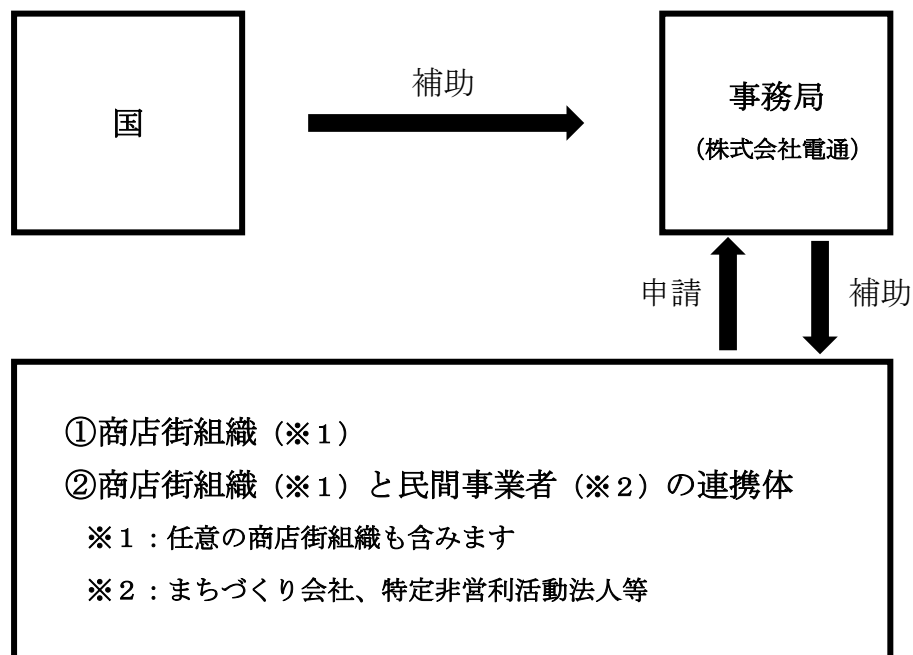 国
補助
事務局
（株式会社電通）
申請
補助
①商店街組織（※１）
②商店街組織（※１）と民間事業者（※２）の連携体
※１：任意の商店街組織も含みます
※２：まちづくり会社、特定非営利活動法人等